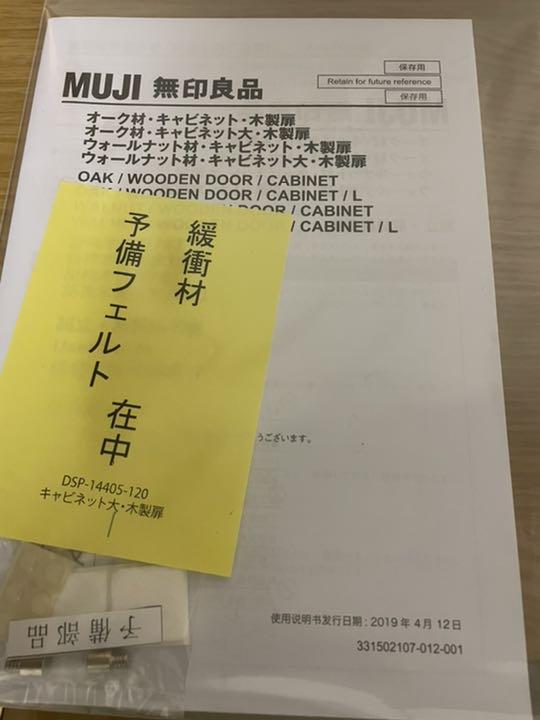 保存用
Retain for future reference
保存用
MUJI 無印良品
オーク材・キャビネット・木製扉
オーク材・キャビネット大・木製扉
ウォールナット材・キャビネット・木製扉
ウォールナット材・キャビネット大・木製扉
OAK / WOODEN DOOR / CABINET
WOODEN DOOR / CABINET / L
DOOR / CABINET
/ CABINET / L
緩衝材
予備フェルト 在中
DSP-14405-120
キャビネット大・木製扉
うございます。
予備部品
使用说明书发行日期 : 2019 年 4 月 12日
331502107-012-001